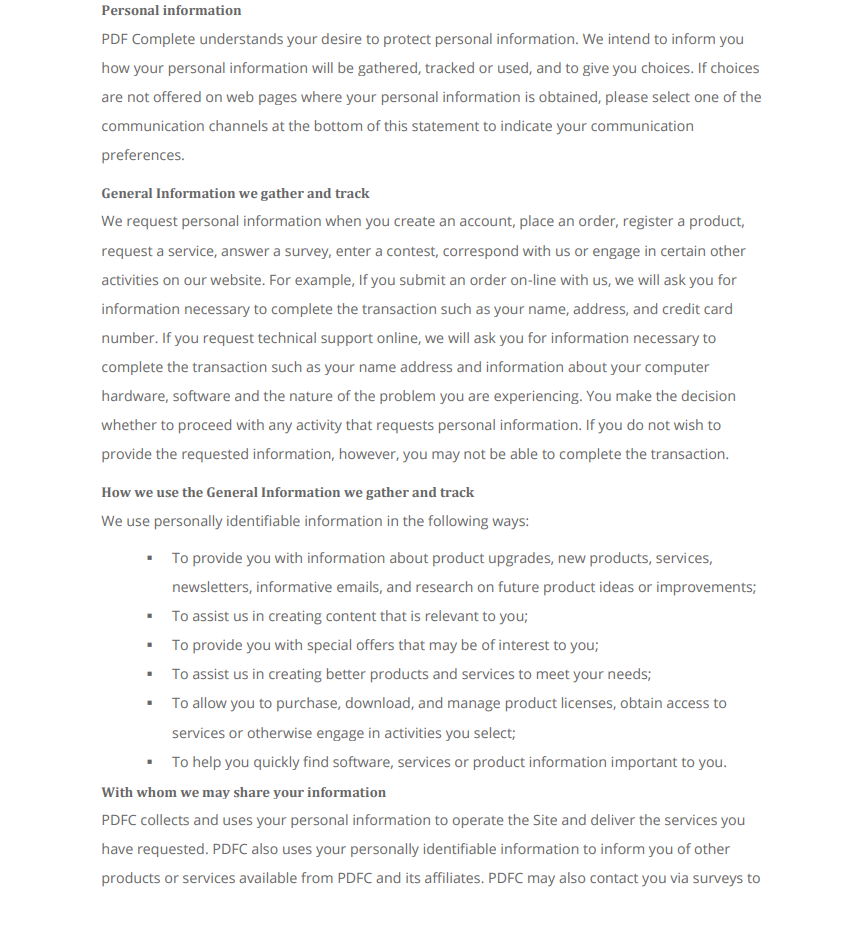 Personal information
PDF Complete understands your desire to protect personal information. We intend to inform you
how your personal information will be gathered, tracked or used, and to give you choices. If choices
are not offered on web pages where your personal information is obtained, please select one of the
communication channels at the bottom of this statement to indicate your communication
preferences.
General Information we gather and track
We request personal information when you create an account, place an order, register a product,
request a service, answer a survey, enter a contest, correspond with us or engage in certain other
activities on our website. For example, If you submit an order on-line with us, we will ask you for
information necessary to complete the transaction such as your name, address, and credit card
number. If you request technical support online, we will ask you for information necessary to
complete the transaction such as your name address and information about your computer
hardware, software and the nature of the problem you are experiencing. You make the decision
whether to proceed with any activity that requests personal information. If you do not wish to
provide the requested information, however, you may not be able to complete the transaction.
How we use the General Information we gather and track
We use personally identifiable information in the following ways:
▪ To provide you with information about product upgrades, new products, services,
newsletters, informative emails, and research on future product ideas or improvements;
▪ To assist us in creating content that is relevant to you;
▪ To provide you with special offers that may be of interest to you;
▪ To assist us in creating better products and services to meet your needs;
▪ To allow you to purchase, download, and manage product licenses, obtain access to
services or otherwise engage in activities you select;
▪ To help you quickly find software, services or product information important to you.
With whom we may share your information
PDFC collects and uses your personal information to operate the Site and deliver the services you
have requested. PDFC also uses your personally identifiable information to inform you of other
products or services available from PDFC and its affiliates. PDFC may also contact you via surveys to